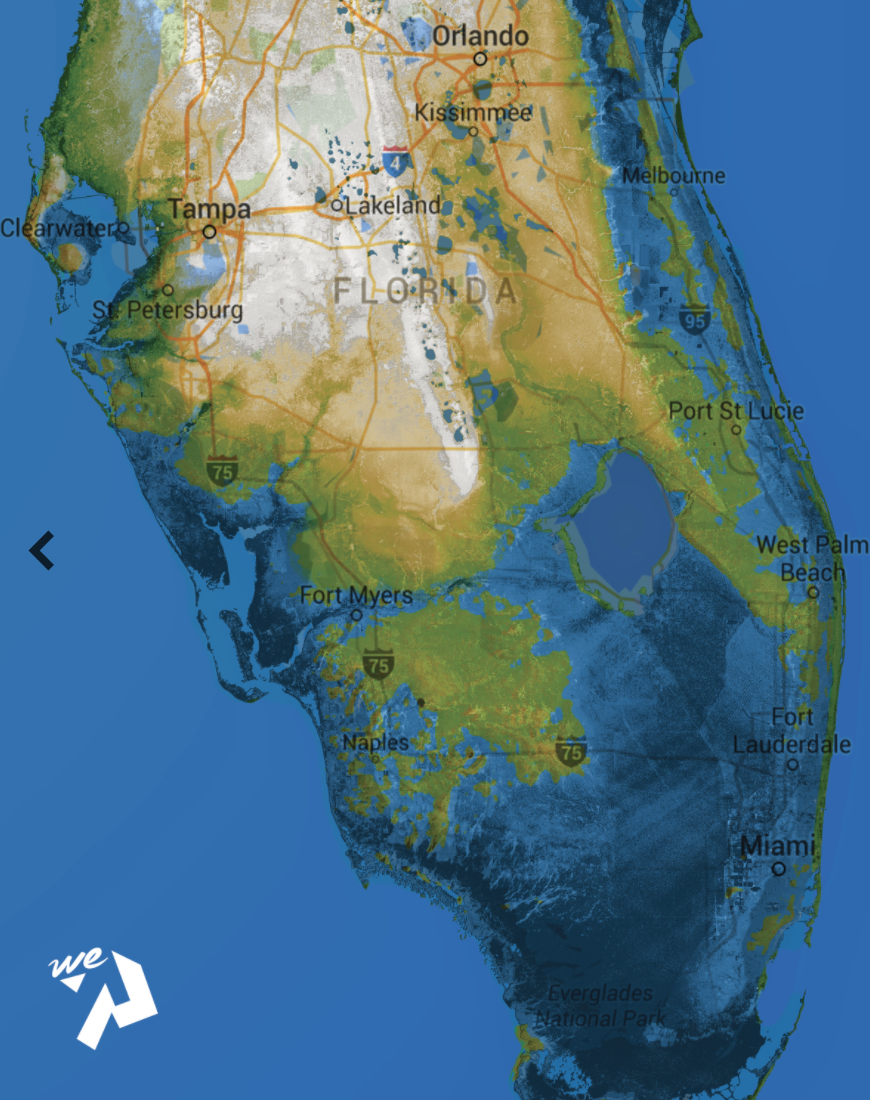 Orlando
Kissimmee
4
Melbourne
Tampa
Lakeland
Clearwater
FLORIDA
St. Petersburg
95
Port St Lucie
75
West Palm
Beach
Fort Myers
75
Fort
Lauderdale
Naples
75
Miami
we
Everglades
National Park